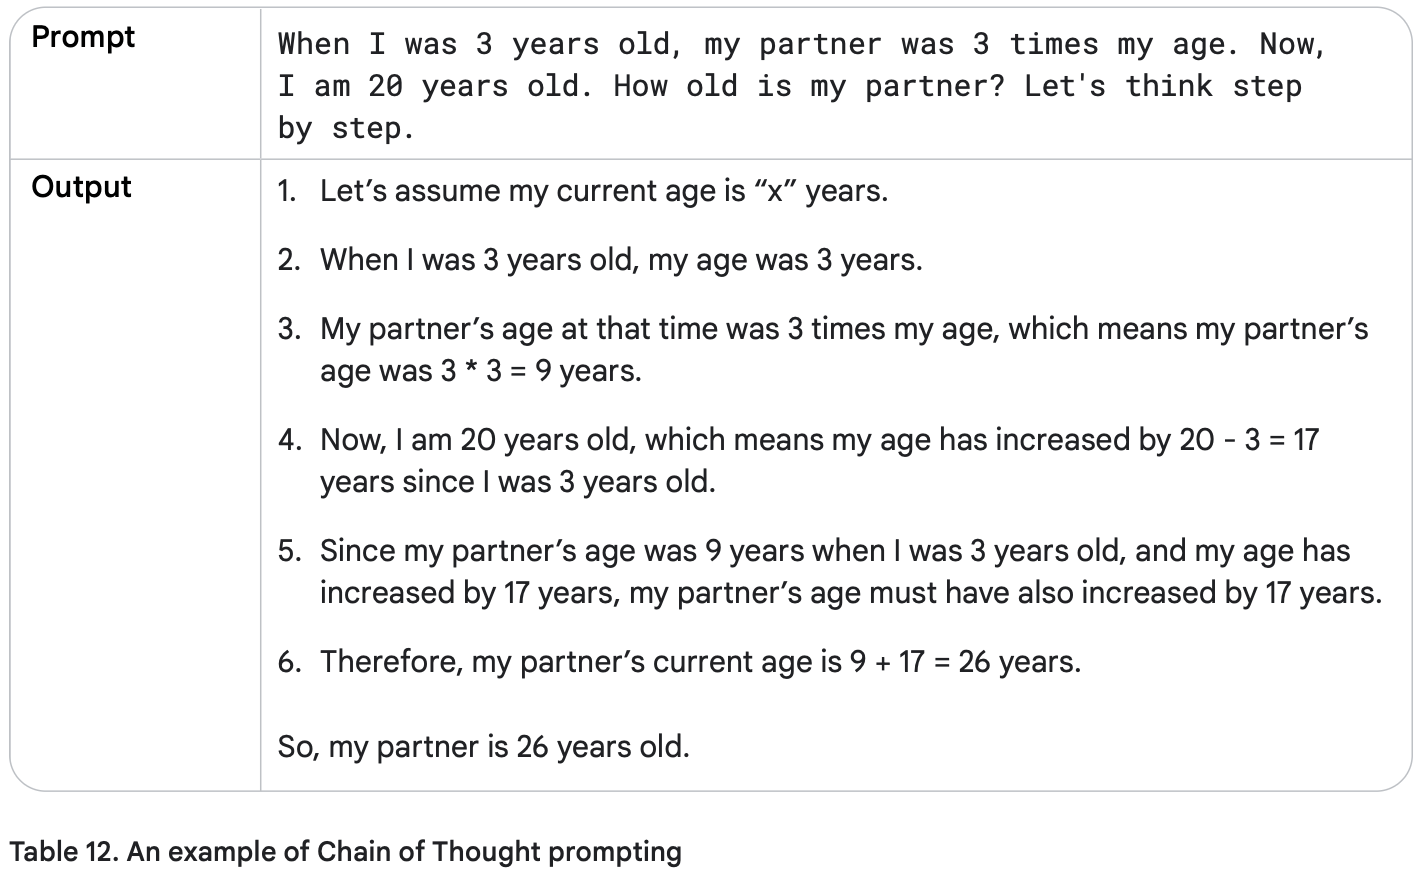 Prompt
When I was 3 years old, my partner was 3 times my age. Now,
I am 20 years old. How old is my partner? Let's think step
by step.
Output
1. Let’s assume my current age is “x” years.
2. When I was 3 years old, my age was 3 years.
3. My partner’s age at that time was 3 times my age, which means my partner’s
age was 3 * 3 = 9 years.
4. Now, I am 20 years old, which means my age has increased by 20 - 3 = 17
years since I was 3 years old.
5. Since my partner’s age was 9 years when I was 3 years old, and my age has
increased by 17 years, my partner’s age must have also increased by 17 years.
6. Therefore, my partner’s current age is 9 + 17 = 26 years.
So, my partner is 26 years old.
Table 12. An example of Chain of Thought prompting